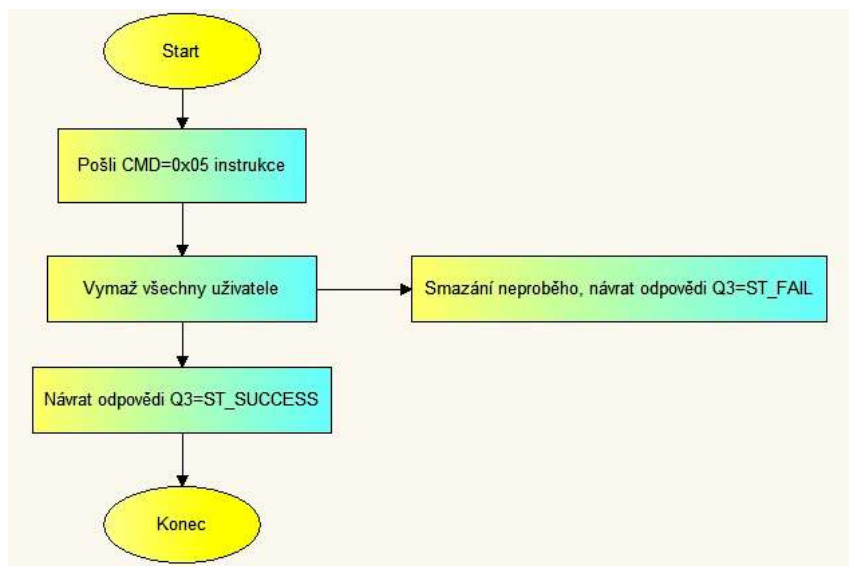 Start
Pošli CMD=0x05 instrukce
Vymaž všechny uživatele
Smazání neproběho, návrat odpovědi Q3=ST_FAIL
Návrat odpovědi Q3=ST_SUCCESS
Konec